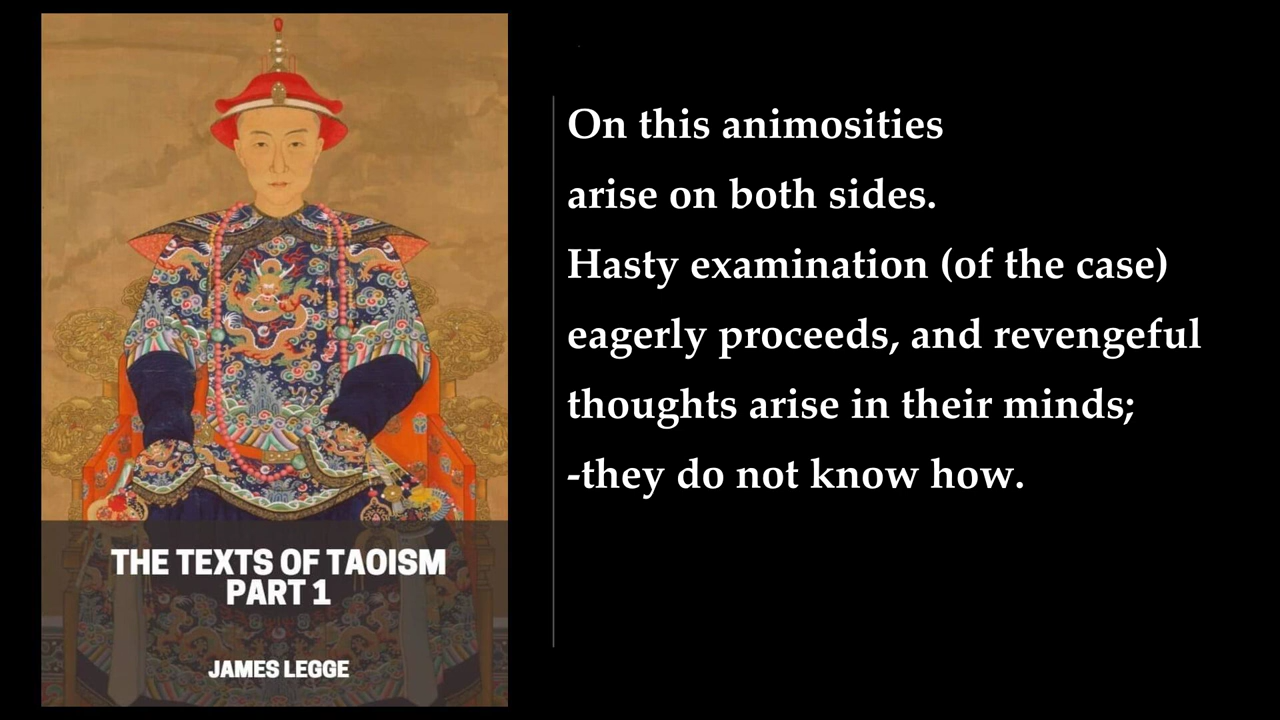 On this animosities
arise on both sides.
Hasty examination (of the case)
eagerly proceeds, and revengeful
thoughts arise in their minds;
-they do not know how.
THE TEXTS OF TAOISM
PART 1
JAMES LEGGE